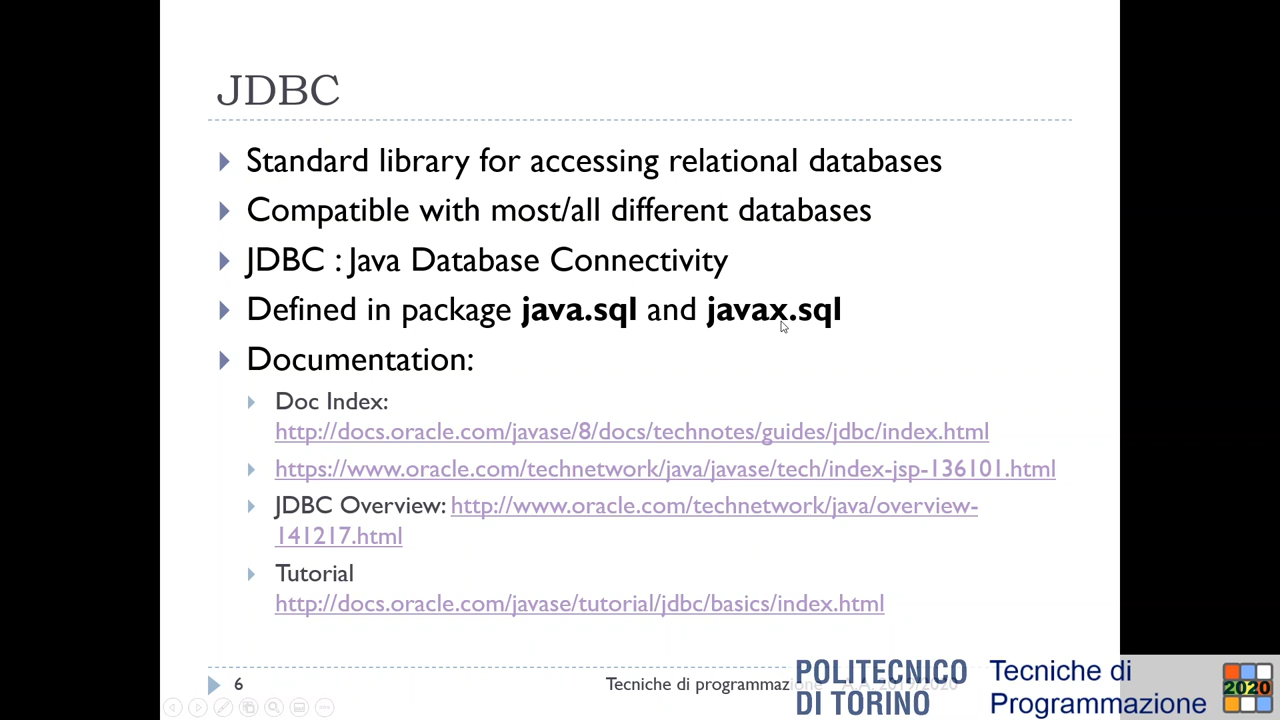 JDBC
Standard library for accessing relational databases
Compatible with most/all different databases
JDBC : Java Database Connectivity
Defined in package java.sql and javax.sql
Documentation:
Doc Index:
http://docs.oracle.com/javase/8/docs/technotes/guides/jdbc/index.html
https://www.oracle.com/technetwork/java/javase/tech/index-jsp-136101.html
JDBC Overview: http://www.oracle.com/technetwork/java/overview-
141217.html
Tutorial
http://docs.oracle.com/javase/tutorial/jdbc/basics/index.html
6
Tecniche di programmazione A.A. 2019/2020
POLITECNICO
DI TORINO
Tecniche di
Programmazione
2020